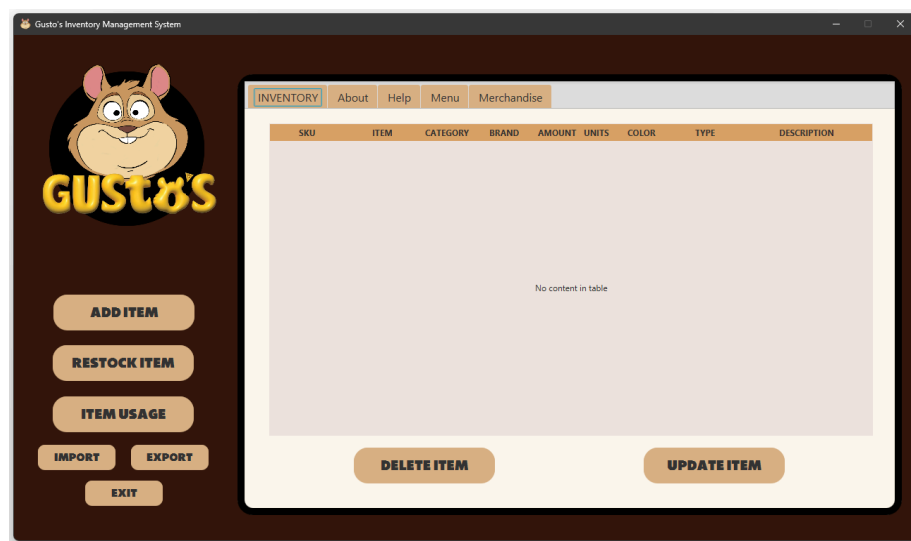 Gusto's Inventory Management System
GUSTO'S
INVENTORY About Help Menu Merchandise
SKU ITEM CATEGORY BRAND AMOUNT UNITS COLOR TYPE DESCRIPTION
No content in table
ADD ITEM
RESTOCK ITEM
ITEM USAGE
IMPORT EXPORT
EXIT
DELETE ITEM UPDATE ITEM